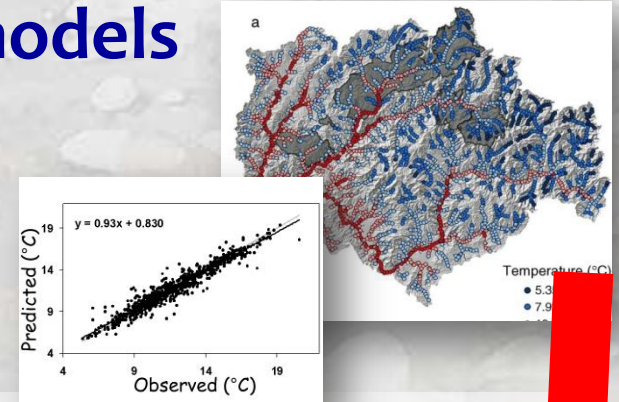 models
a
y = 0.93x + 0.830
Predicted (°C)
19
14
9
4
4 9 14 19
Observed (°C)
Temperature (°C)
5.3
7.9